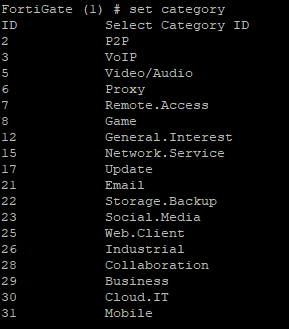 FortiGate (1) # set category
ID Select Category ID
2 P2P
3 VoIP
5 Video/Audio
6 Proxy
7 Remote.Access
8 Game
12 General.Interest
15 Network.Service
17 Update
21 Email
22 Storage.Backup
23 Social.Media
25 Web.Client
26 Industrial
28 Collaboration
29 Business
30 Cloud.IT
31 Mobile